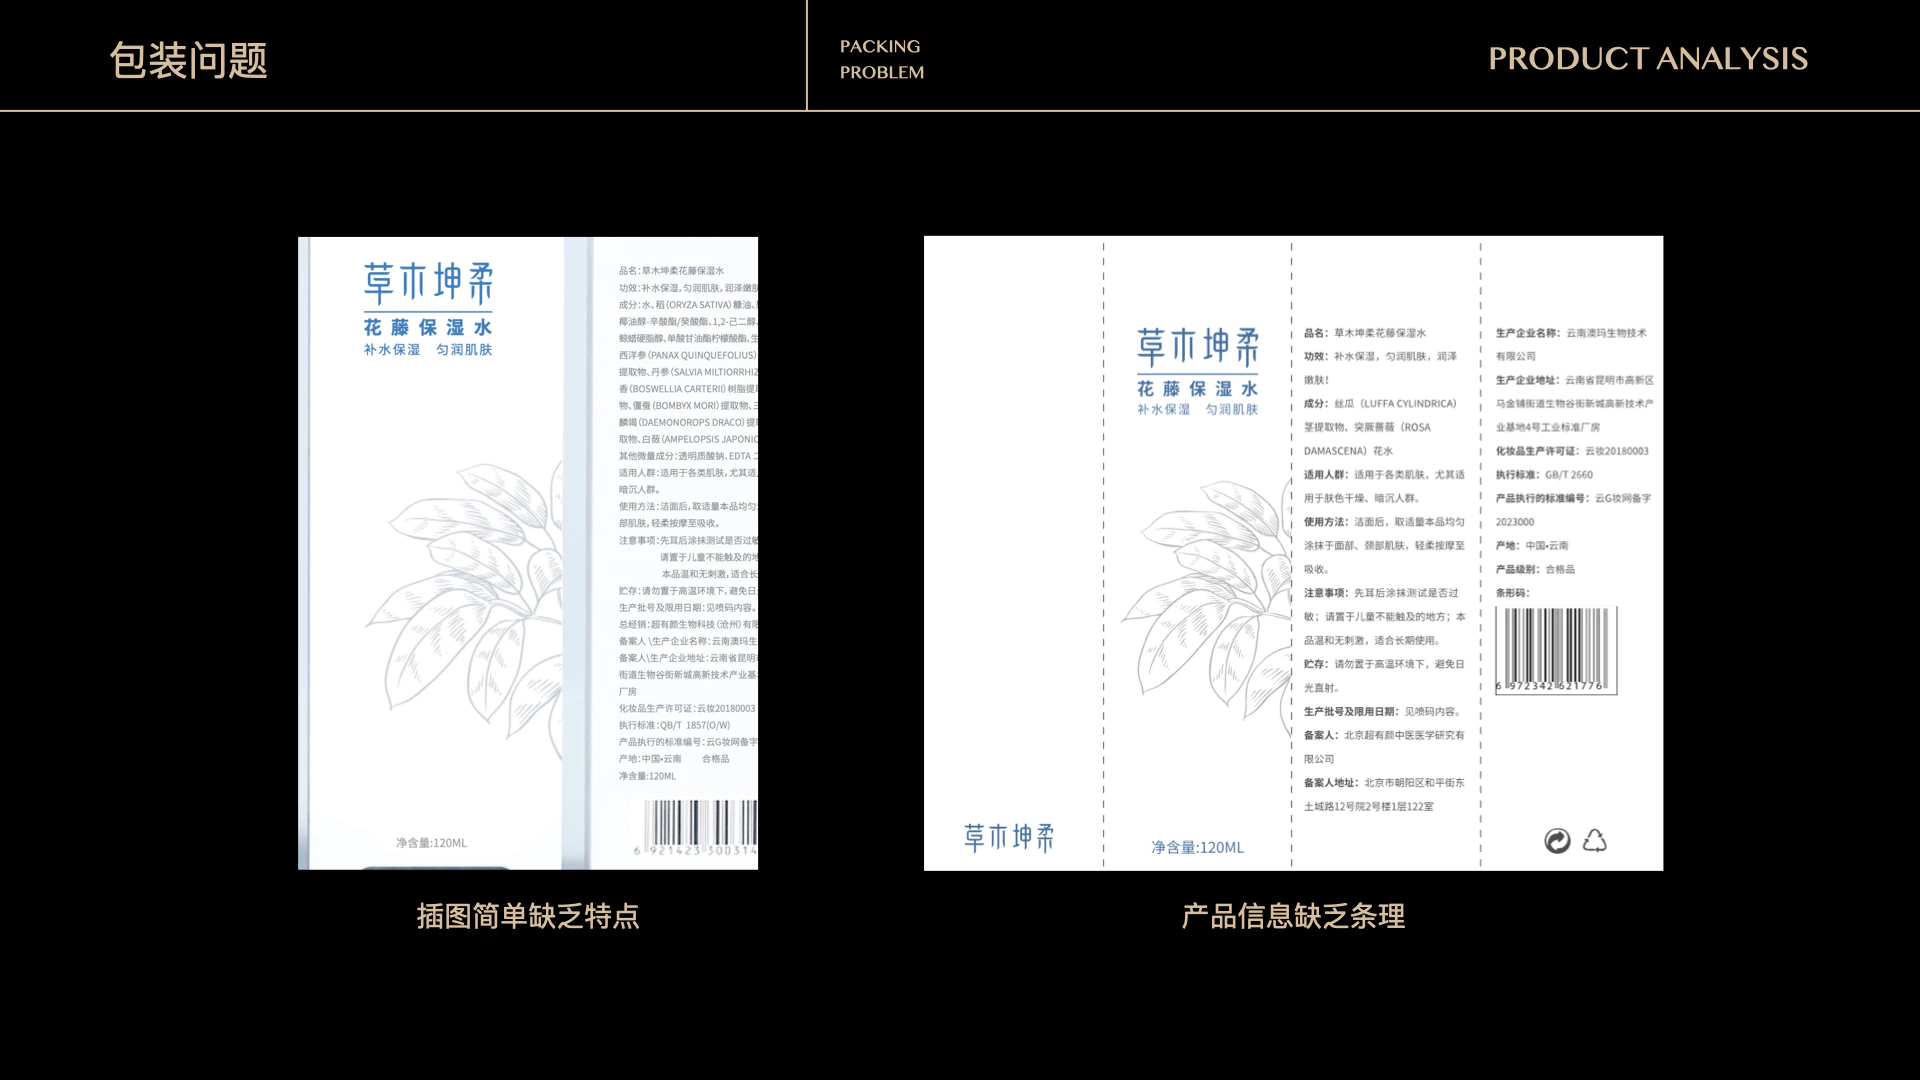 包装问题
PACKING
PROBLEM
PRODUCT ANALYSIS
草木坤柔
花藤保湿水
补水保湿 匀润肌肤
净含量:120ML
品名:草木坤柔花藤保湿水
功效:补水保湿,匀润肌肤,润泽嫩肤
成分:水、稻(ORYZA SATIVA)糠油、
椰油醇-辛酸酯/癸酸酯、1,2-己二醇、
鲸蜡硬脂醇、单酸甘油酯柠檬酸酯、生
西洋参(PANAX QUINQUEFOLIUS)
提取物、丹参(SALVIA MILTIORRHIZ
香(BOSWELLIA CARTERII)树脂提
物、僵蚕(BOMBYX MORI)提取物、三
麟竭(DAEMONOROPS DRACO)提
取物、白蔹(AMPELOPSIS JAPONIC
其他微量成分:透明质酸钠、EDTA 二
适用人群:适用于各类肌肤,尤其适
暗沉人群。
使用方法:洁面后,取适量本品均匀
部肌肤,轻柔按摩至吸收。
注意事项:先耳后涂抹测试是否过敏
请置于儿童不能触及的地
本品温和无刺激,适合长
贮存:请勿置于高温环境下,避免日
生产批号及限用日期:见喷码内容。
总经销:超有颜生物科技(沧州)有限
备案人\生产企业名称:云南澳玛生
备案人\生产企业地址:云南省昆明
街道生物谷街新城高新技术产业基
厂房
化妆品生产许可证:云妆20180003
执行标准:QB/T 1857(O/W)
产品执行的标准编号:云G妆网备字
产地:中国•云南 合格品
净含量:120ML
6 921423 300314
插图简单缺乏特点
草木坤柔
草木坤柔
花藤保湿水
补水保湿 匀润肌肤
净含量:120ML
品名：草木坤柔花藤保湿水
功效：补水保湿，匀润肌肤，润泽
嫩肤！
成分：丝瓜（LUFFA CYLINDRICA）
茎提取物、突厥蔷薇（ROSA
DAMASCENA）花水
适用人群：适用于各类肌肤，尤其适
用于肤色干燥、暗沉人群。
使用方法：洁面后，取适量本品均匀
涂抹于面部、颈部肌肤，轻柔按摩至
吸收。
注意事项：先耳后涂抹测试是否过
敏；请置于儿童不能触及的地方；本
品温和无刺激，适合长期使用。
贮存：请勿置于高温环境下，避免日
光直射。
生产批号及限用日期：见喷码内容。
备案人：北京超有颜中医医学研究有
限公司
备案人地址：北京市朝阳区和平街东
土城路12号院2号楼1层122室
生产企业名称：云南澳玛生物技术
有限公司
生产企业地址：云南省昆明市高新区
马金铺街道生物谷街新城高新技术产
业基地4号工业标准厂房
化妆品生产许可证：云妆20180003
执行标准：GB/T 2660
产品执行的标准编号：云G妆网备字
2023000
产地：中国•云南
产品级别：合格品
条形码：
6 972342 621776
产品信息缺乏条理